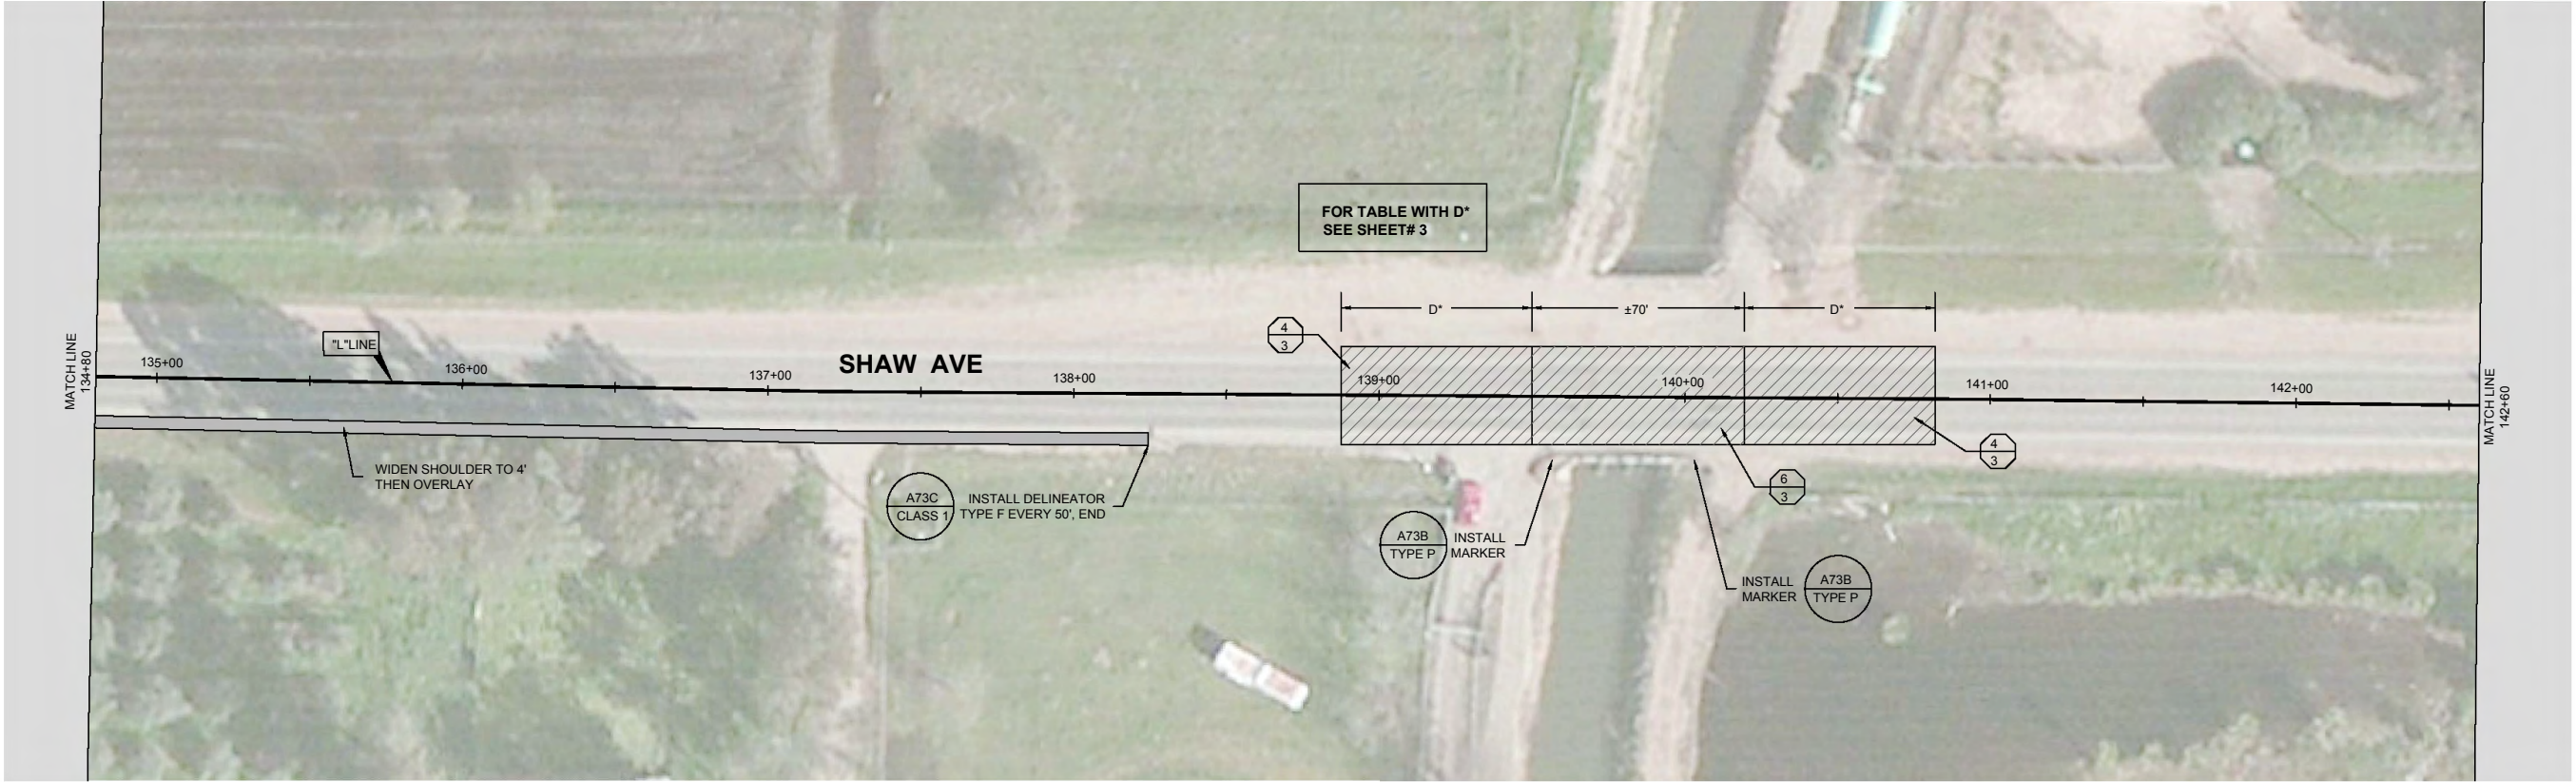 FOR TABLE WITH D*
SEE SHEET# 3
D*
±70'
D*
4
3
"L"LINE
SHAW AVE
MATCH LINE
134+80
135+00
136+00
137+00
138+00
139+00
140+00
141+00
142+00
MATCH LINE
142+60
WIDEN SHOULDER TO 4'
THEN OVERLAY
A73C
CLASS 1
INSTALL DELINEATOR
TYPE F EVERY 50', END
A73B
TYPE P
INSTALL
MARKER
6
3
4
3
INSTALL
MARKER
A73B
TYPE P